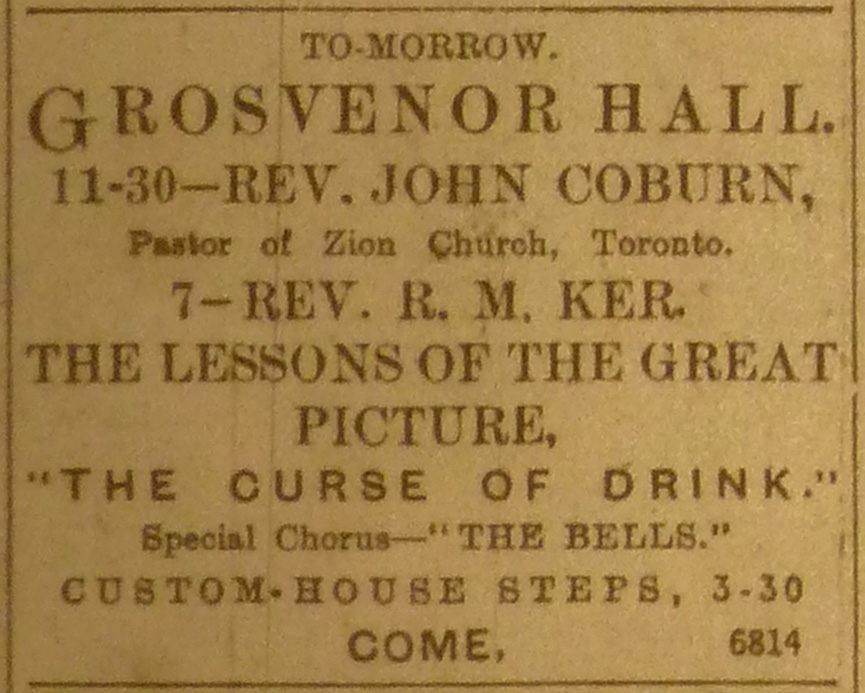 TO-MORROW.
GROSVENOR HALL.
11-30—REV. JOHN COBURN,
Pastor of Zion Church, Toronto.
7—REV. R. M. KER.
THE LESSONS OF THE GREAT
PICTURE,
"THE CURSE OF DRINK."
Special Chorus—"THE BELLS."
CUSTOM-HOUSE STEPS, 3-30
COME, 6814